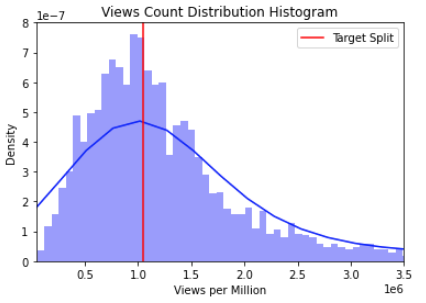 Views Count Distribution Histogram
1e−7
8
7
6
5
4
3
2
1
0
Density
Target Split
0.5 1.0 1.5 2.0 2.5 3.0 3.5
1e6
Views per Million